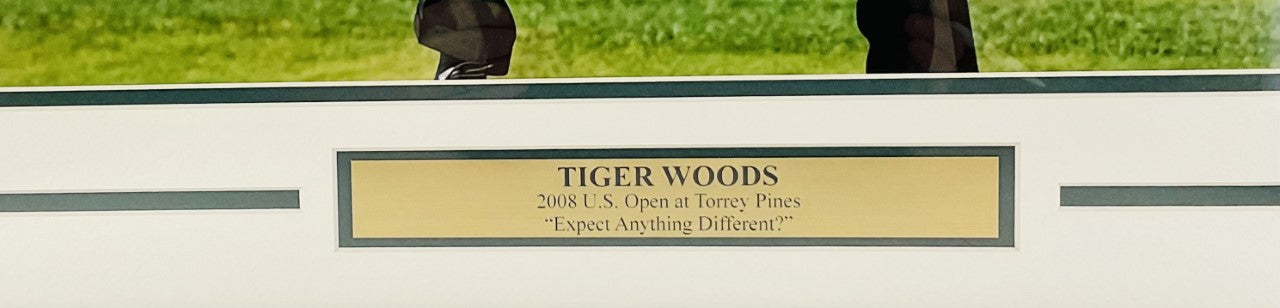 TIGER WOODS
2008 U.S. Open at Torrey Pines
“Expect Anything Different?”